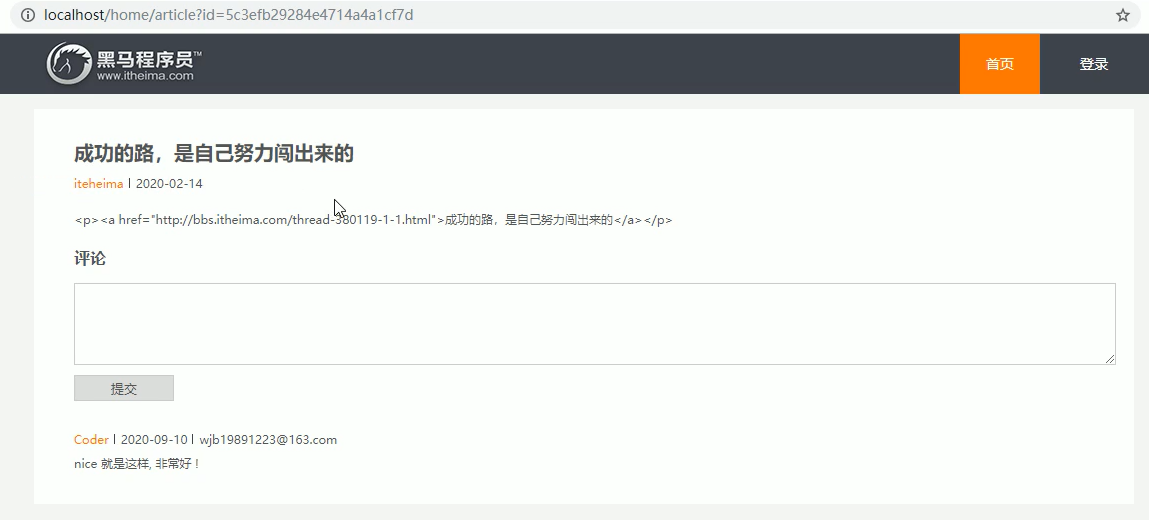 localhost/home/article?id=5c3efb29284e4714a4a1cf7d
黑马程序员™
www.itheima.com
首页
登录
成功的路，是自己努力闯出来的
iteheima | 2020-02-14
<p><a href="http://bbs.itheima.com/thread-380119-1-1.html">成功的路，是自己努力闯出来的</a></p>
评论
提交
Coder | 2020-09-10 | wjb19891223@163.com
nice 就是这样, 非常好！